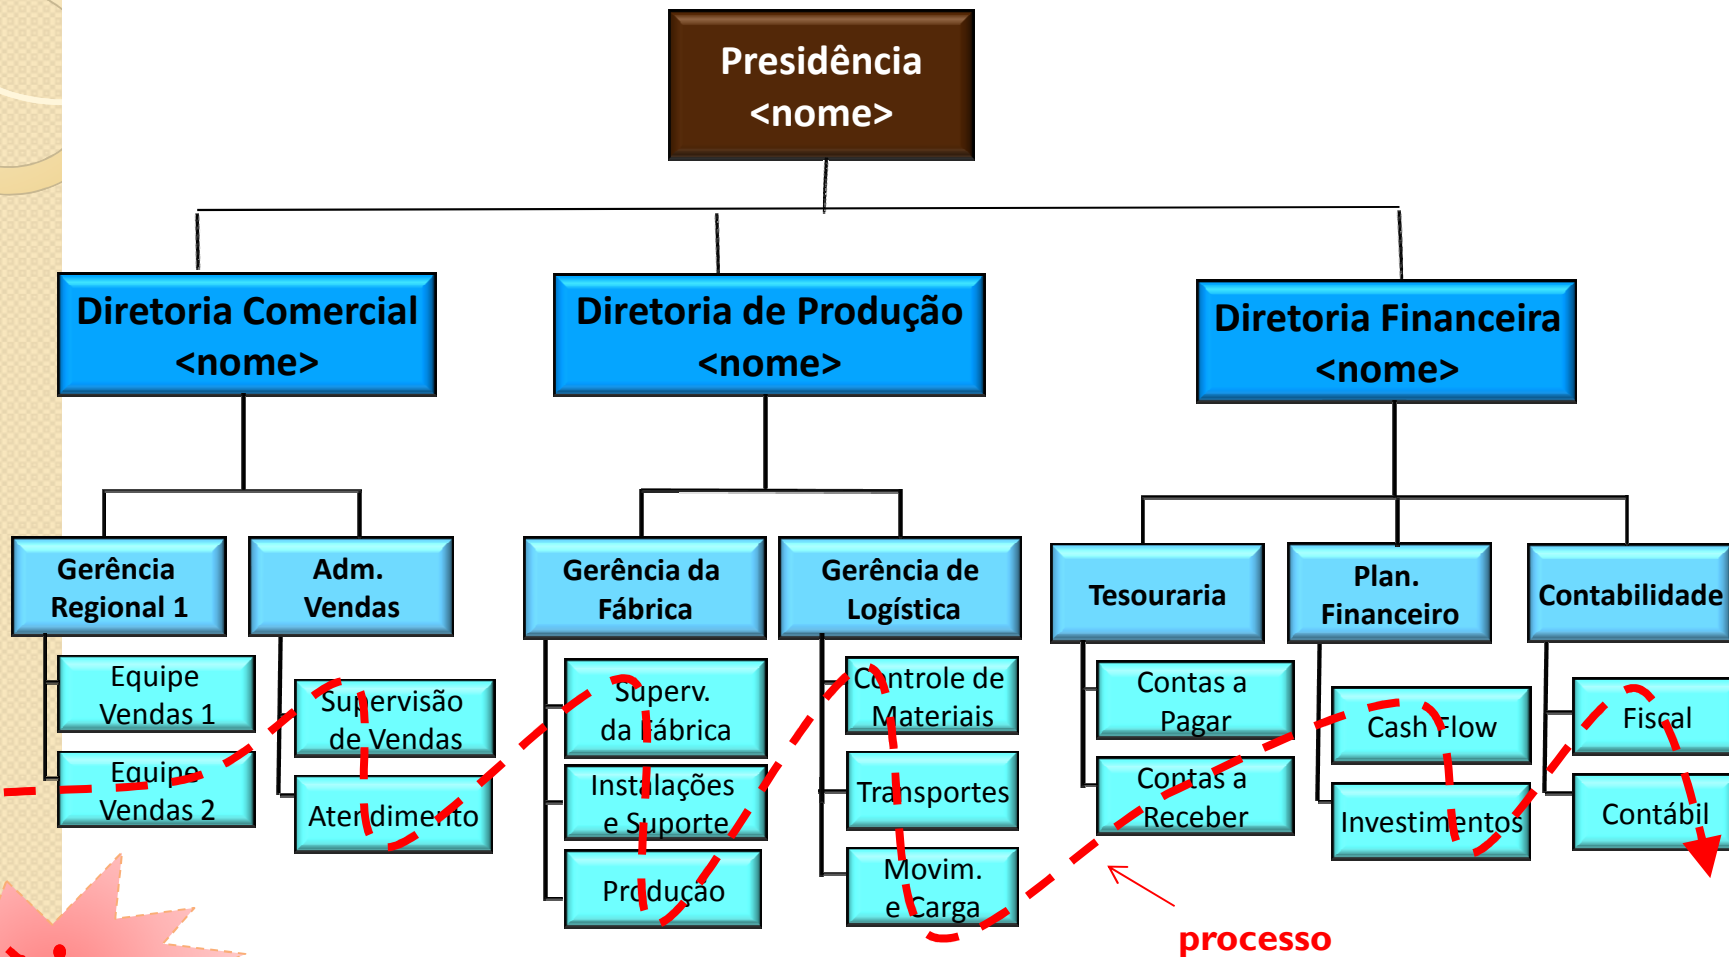 Presidência
<nome>
Diretoria Comercial
<nome>
Diretoria de Produção
<nome>
Diretoria Financeira
<nome>
Gerência
Regional 1
Adm.
Vendas
Gerência da
Fábrica
Gerência de
Logística
Tesouraria
Plan.
Financeiro
Contabilidade
Equipe
Vendas 1
Equipe
Vendas 2
Supervisão
de Vendas
Atendimento
Superv.
da Fábrica
Instalações
e Suporte
Produção
Controle de
Materiais
Transportes
Movim.
e Carga
Contas a
Pagar
Contas a
Receber
Cash Flow
Investimentos
Fiscal
Contábil
processo